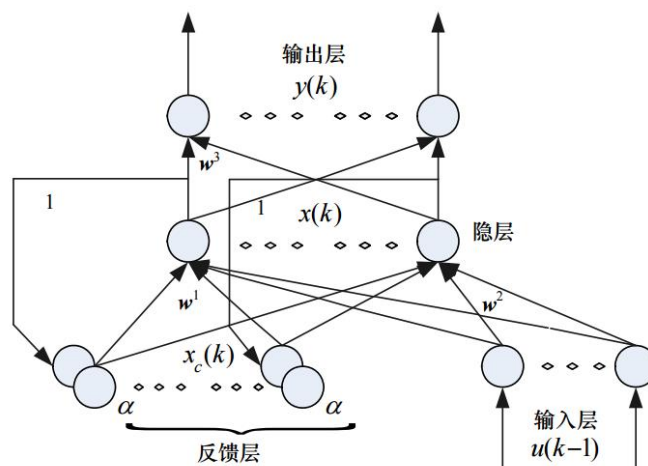 输出层
y(k)
w³
1
1
x(k)
隐层
w¹
w²
x_c(k)
α
α
输入层
反馈层
u(k−1)